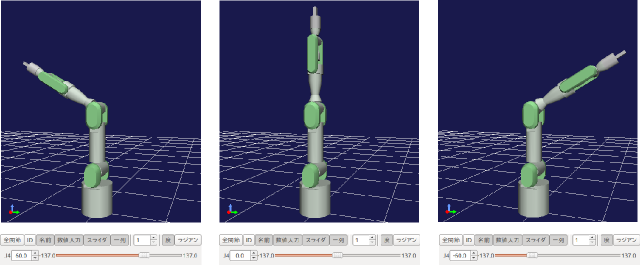 全関節 ID 名前 数値入力 スライダ 一列 1 度 ラジアン
J4 60.0 -137.0 137.0
全関節 ID 名前 数値入力 スライダ 一列 1 度 ラジアン
J4 0.0 -137.0 137.0
全関節 ID 名前 数値入力 スライダ 一列 1 度 ラジアン
J4 -60.0 -137.0 137.0